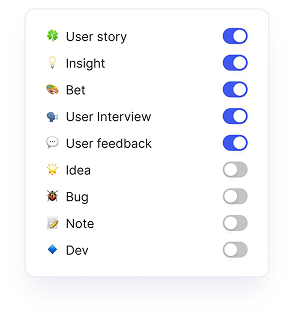 User story
Insight
Bet
User Interview
User feedback
Idea
Bug
Note
Dev